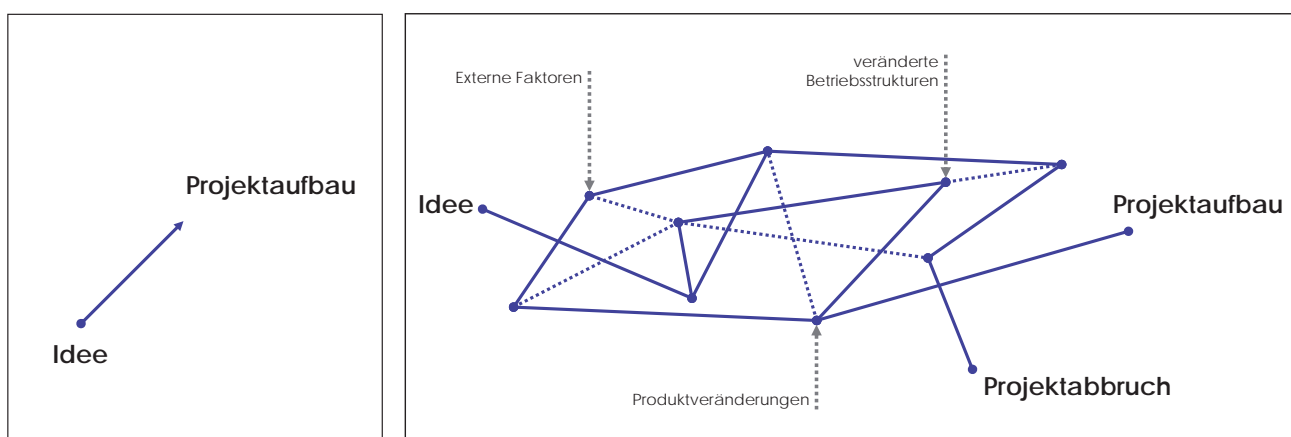 Projektaufbau
Idee
Externe Faktoren
veränderte
Betriebsstrukturen
Idee
Projektaufbau
Projektabbruch
Produktveränderungen